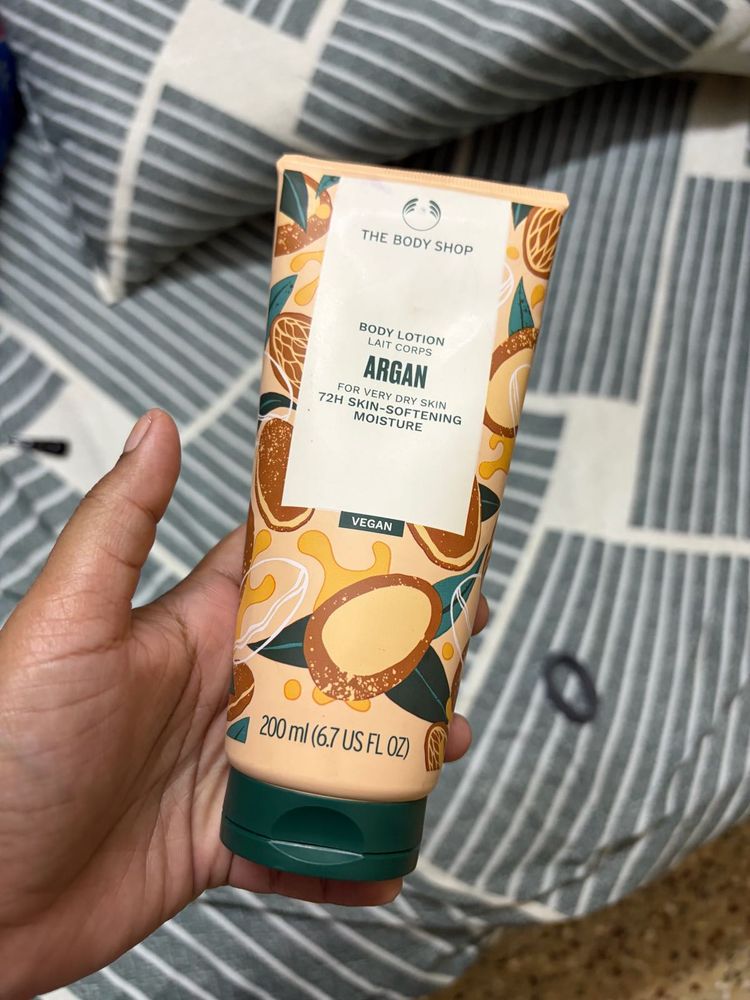 THE BODY SHOP
BODY LOTION
LAIT CORPS
ARGAN
FOR VERY DRY SKIN
72H SKIN-SOFTENING
MOISTURE
VEGAN
200 ml (6.7 US FL OZ)